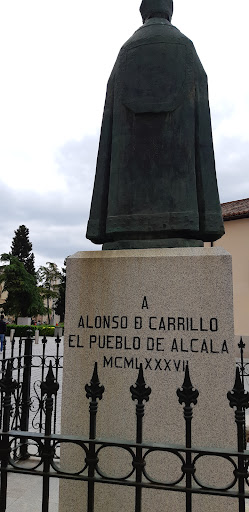 A
ALONSO Đ CARRILLO
EL PUEBLO DE ALCALA
MCMLXXXVII